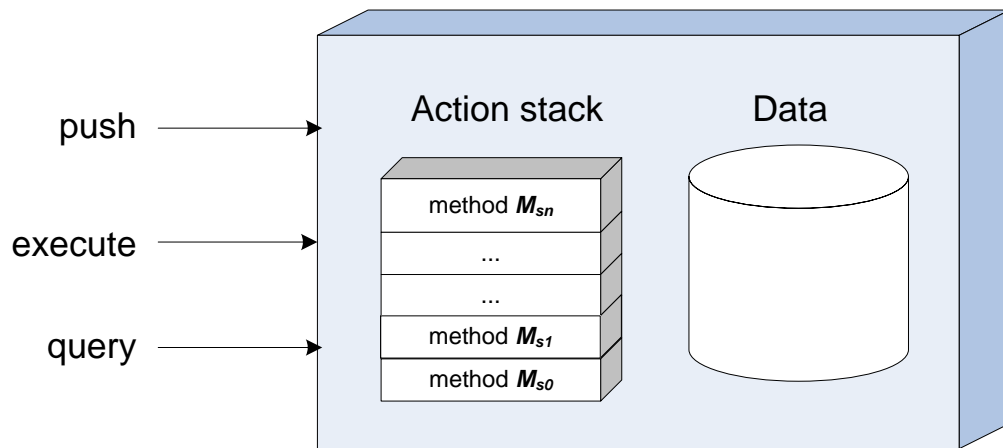 push
execute
query
Action stack
method Msn
...
...
method Ms1
method Ms0
Data